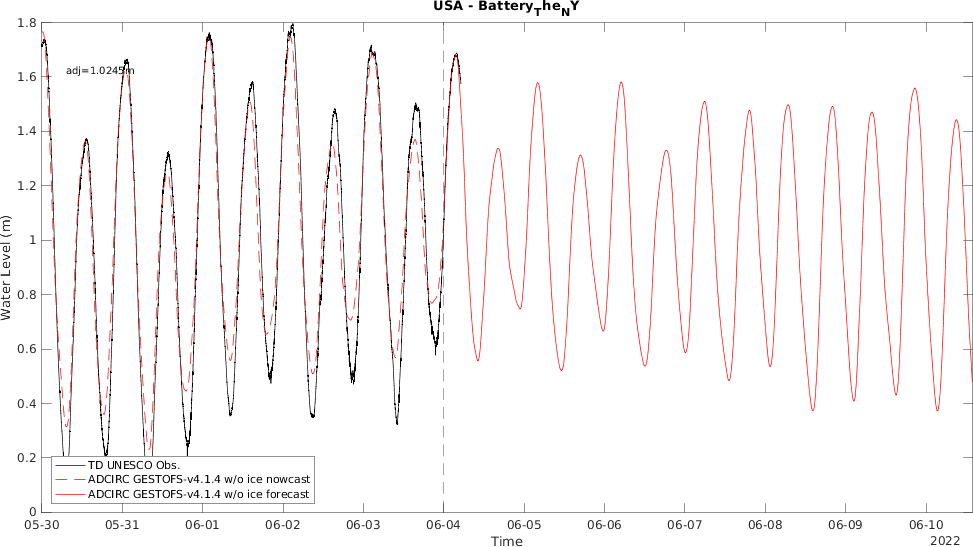 USA - Battery_The_NY
1.8
adj=1.0245m
1.6
1.4
1.2
1
0.8
0.6
0.4
0.2
0
Water Level (m)
TD UNESCO Obs.
ADCIRC GESTOFS-v4.1.4 w/o ice nowcast
ADCIRC GESTOFS-v4.1.4 w/o ice forecast
05-30 05-31 06-01 06-02 06-03 06-04 06-05 06-06 06-07 06-08 06-09 06-10
Time
2022